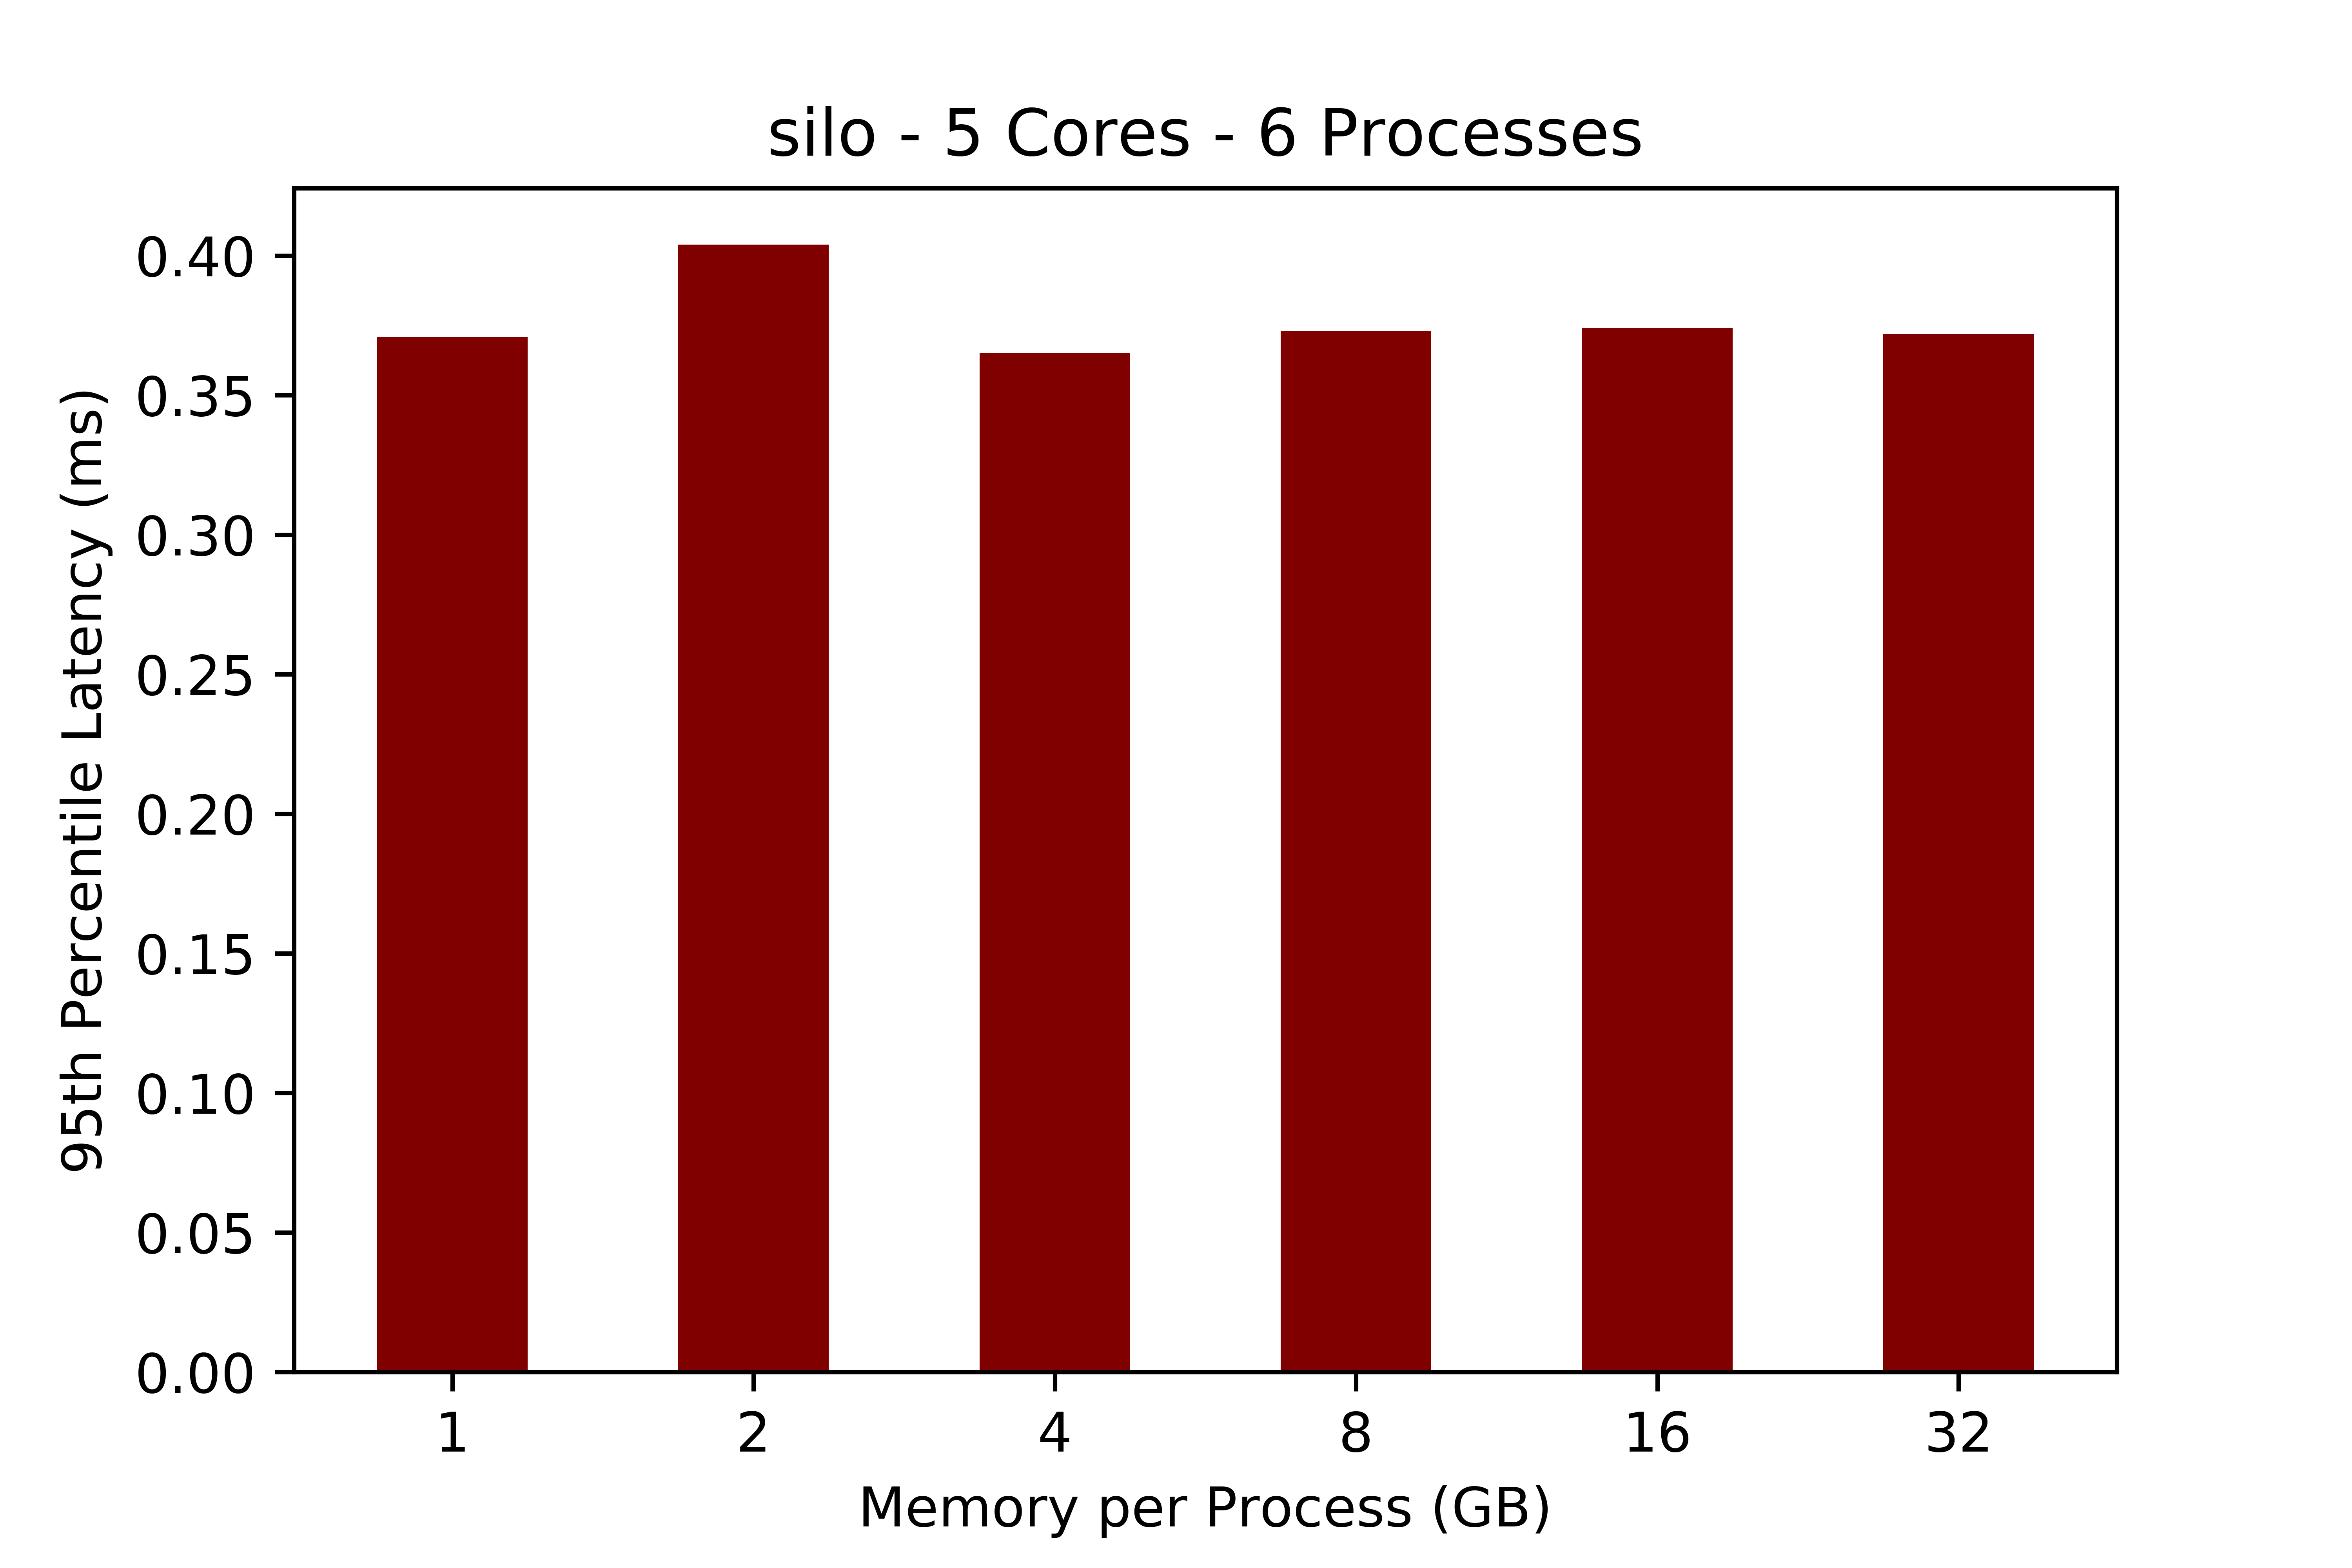 silo - 5 Cores - 6 Processes
95th Percentile Latency (ms)
0.40
0.35
0.30
0.25
0.20
0.15
0.10
0.05
0.00
1 2 4 8 16 32
Memory per Process (GB)